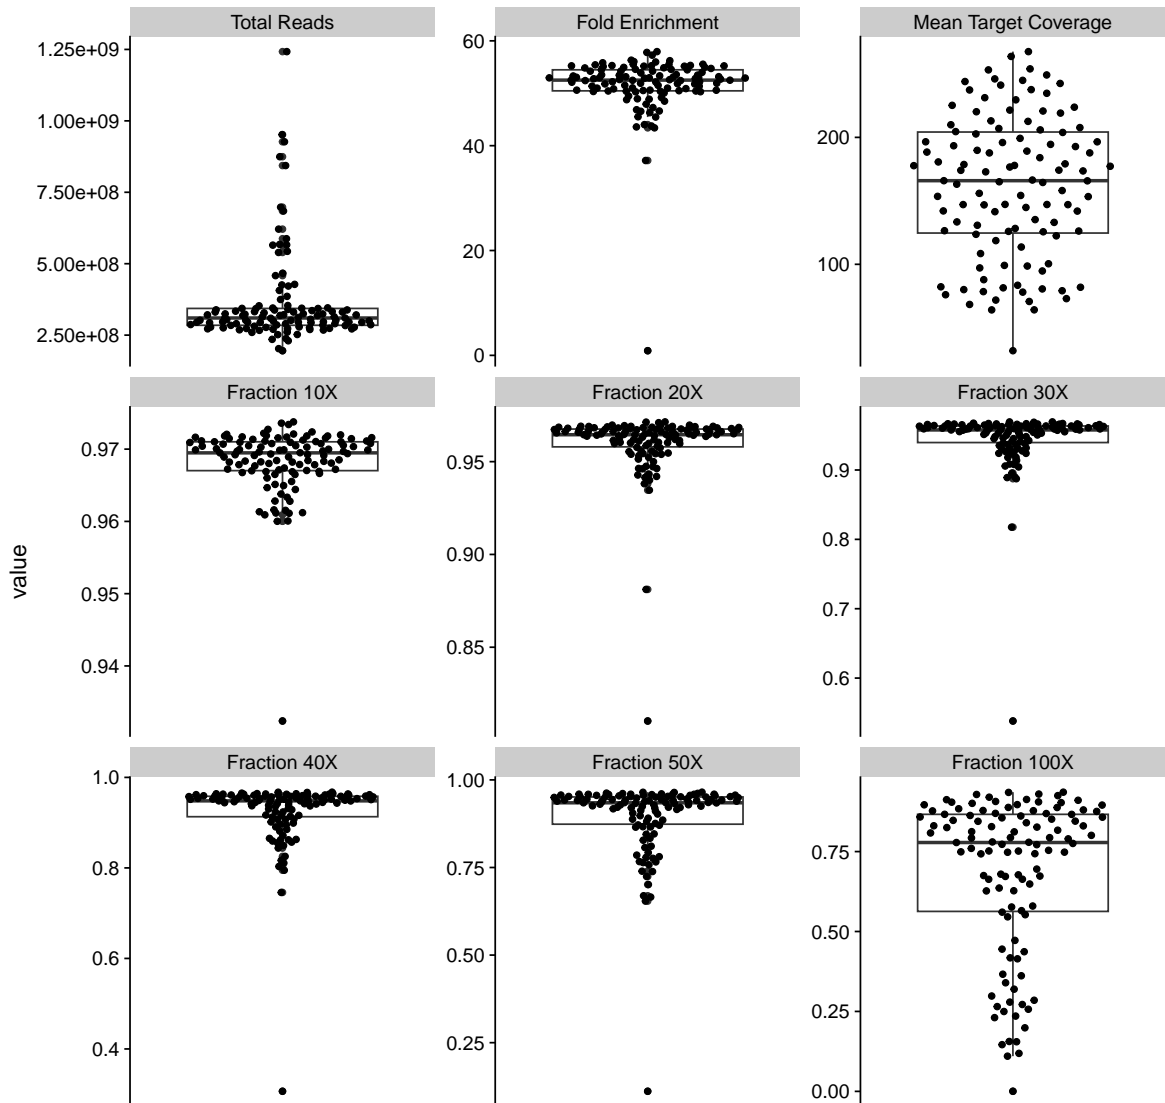 Total Reads
Fold Enrichment
Mean Target Coverage
1.25e+09
1.00e+09
7.50e+08
5.00e+08
2.50e+08
60
40
20
0
200
100
Fraction 10X
Fraction 20X
Fraction 30X
0.97
0.96
0.95
0.94
0.95
0.90
0.85
0.9
0.8
0.7
0.6
value
Fraction 40X
Fraction 50X
Fraction 100X
1.0
0.8
0.6
0.4
1.00
0.75
0.50
0.25
0.75
0.50
0.25
0.00